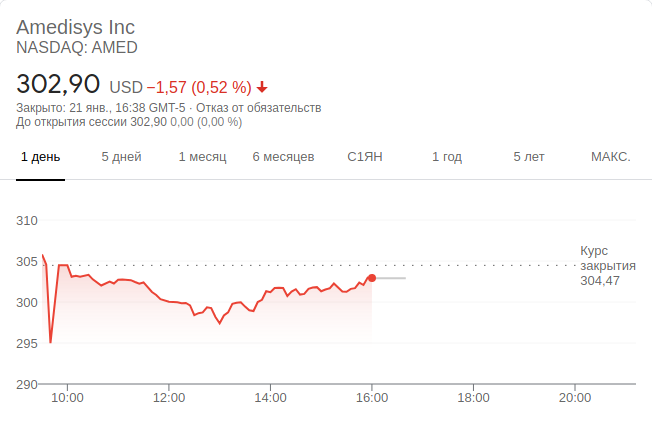 Amedisys Inc
NASDAQ: AMED
302,90 USD −1,57 (0,52 %)
Закрыто: 21 янв., 16:38 GMT-5 · Отказ от обязательств
До открытия сессии 302,90 0,00 (0,00 %)
1 день 5 дней 1 месяц 6 месяцев С1ЯН 1 год 5 лет МАКС.
310
Курс
305 закрытия
304,47
300
295
290
10:00 12:00 14:00 16:00 18:00 20:00